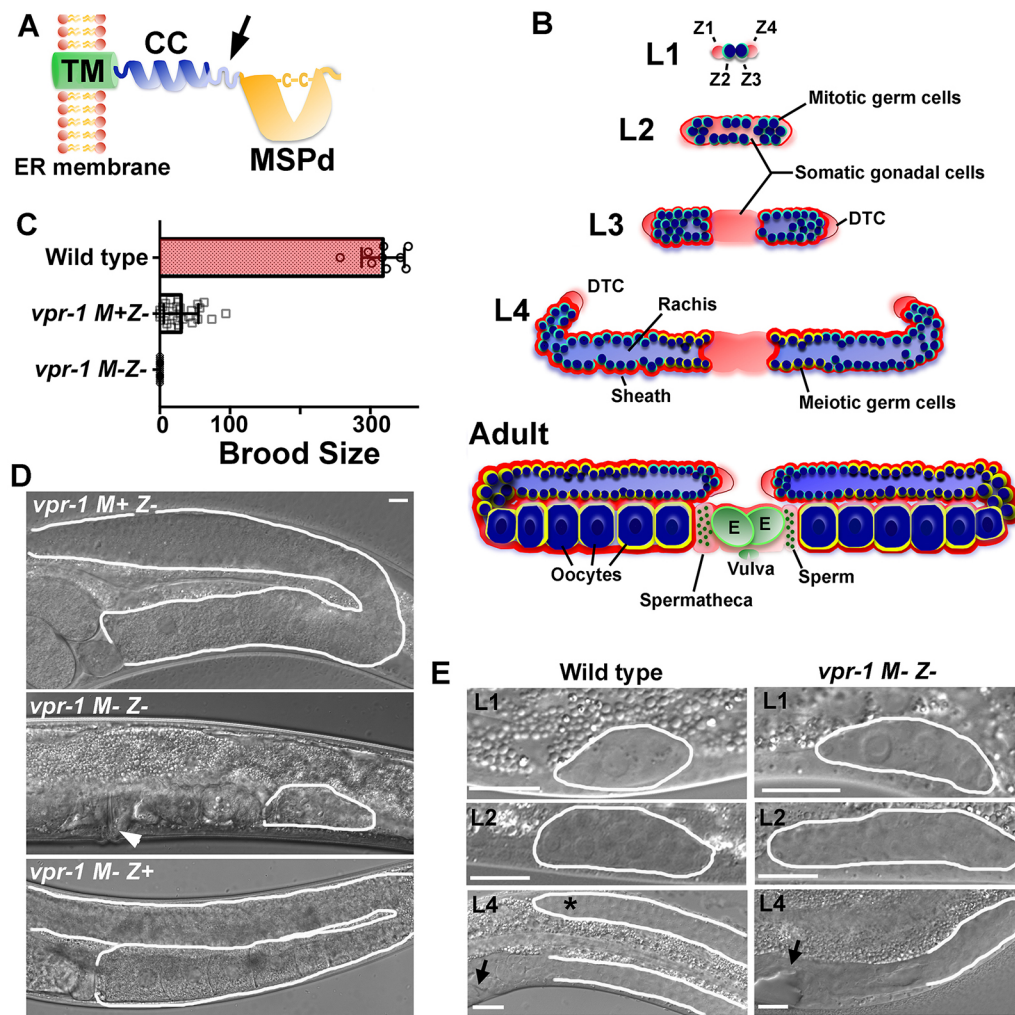 A
CC
TM
-C-C-
ER membrane
MSPd
B
L1
Z1
Z4
Z2
Z3
L2
Mitotic germ cells
Somatic gonadal cells
L3
DTC
L4
DTC
Rachis
Sheath
Meiotic germ cells
Adult
E
E
Oocytes
Vulva
Sperm
Spermatheca
C
Wild type
vpr-1 M+Z-
vpr-1 M-Z-
0
100
300
Brood Size
D
vpr-1 M+ Z-
vpr-1 M- Z-
vpr-1 M- Z+
E
Wild type
vpr-1 M- Z-
L1
L1
L2
L2
L4
*
L4